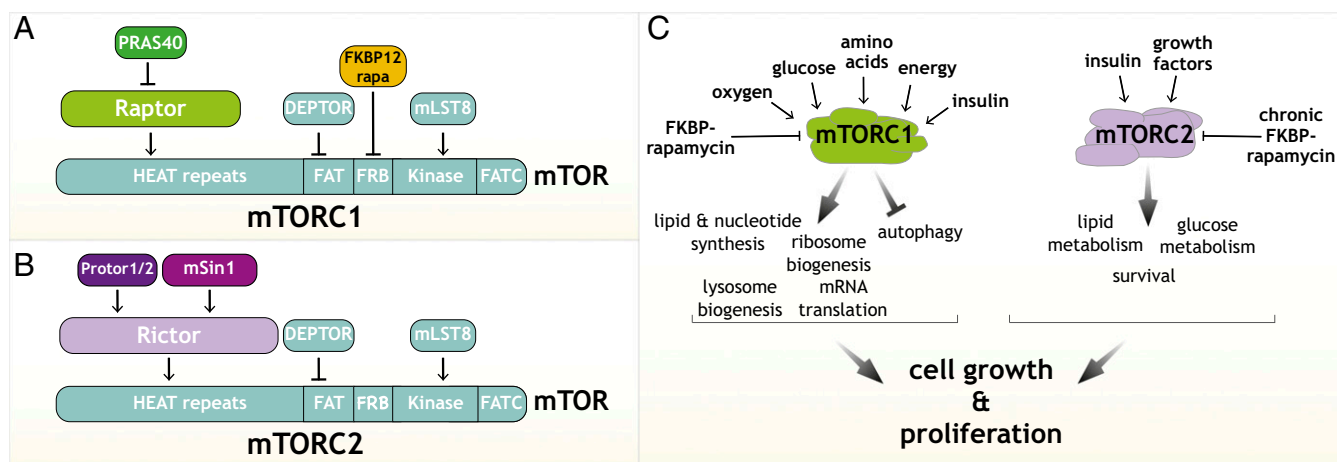 A
PRAS40
FKBP12
rapa
Raptor
DEPTOR
mLST8
HEAT repeats
FAT
FRB
Kinase
FATC
mTOR
mTORC1
B
Protor1/2
mSin1
Rictor
DEPTOR
mLST8
HEAT repeats
FAT
FRB
Kinase
FATC
mTOR
mTORC2
C
amino
acids
glucose
energy
oxygen
insulin
FKBP-
rapamycin
mTORC1
growth
factors
insulin
mTORC2
chronic
FKBP-
rapamycin
lipid & nucleotide
synthesis
ribosome
biogenesis
autophagy
lysosome
biogenesis
mRNA
translation
lipid
metabolism
glucose
metabolism
survival
cell growth
&
proliferation